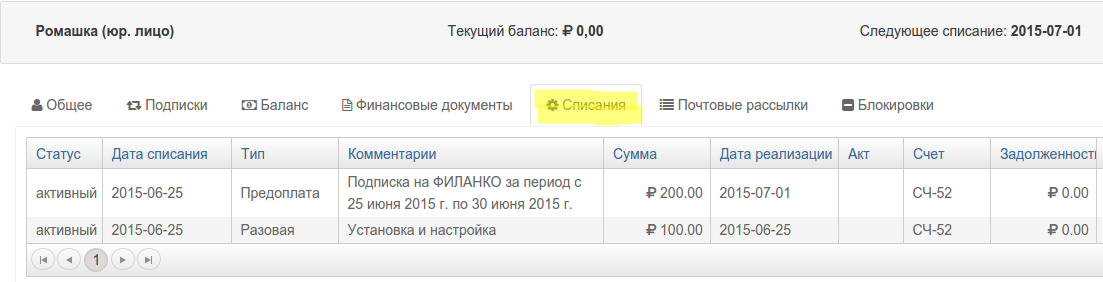 Ромашка (юр. лицо) Текущий баланс: ₽ 0,00 Следующее списание: 2015-07-01
Общее Подписки Баланс Финансовые документы Списания Почтовые рассылки Блокировки
Статус Дата списания Тип Комментарии Сумма Дата реализации Акт Счет Задолженность
активный 2015-06-25 Предоплата Подписка на ФИЛАНКО за период с
25 июня 2015 г. по 30 июня 2015 г. ₽ 200.00 2015-07-01 СЧ-52 ₽ 0.00
активный 2015-06-25 Разовая Установка и настройка ₽ 100.00 2015-06-25 СЧ-52 ₽ 0.00
1